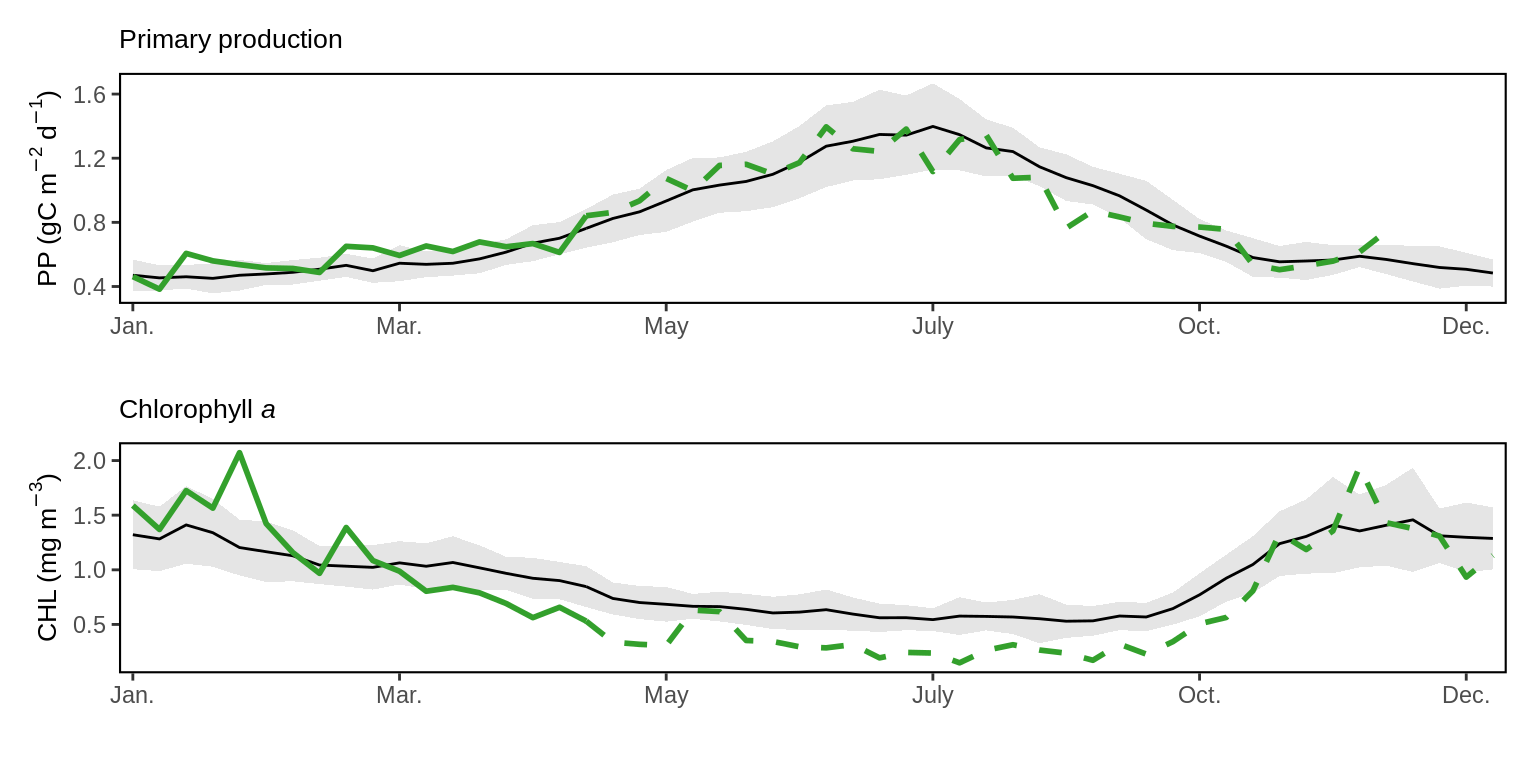 Primary production
PP (gC m⁻² d⁻¹)
1.6
1.2
0.8
0.4
Jan. Mar. May July Oct. Dec.
Chlorophyll a
CHL (mg m⁻³)
2.0
1.5
1.0
0.5
Jan. Mar. May July Oct. Dec.